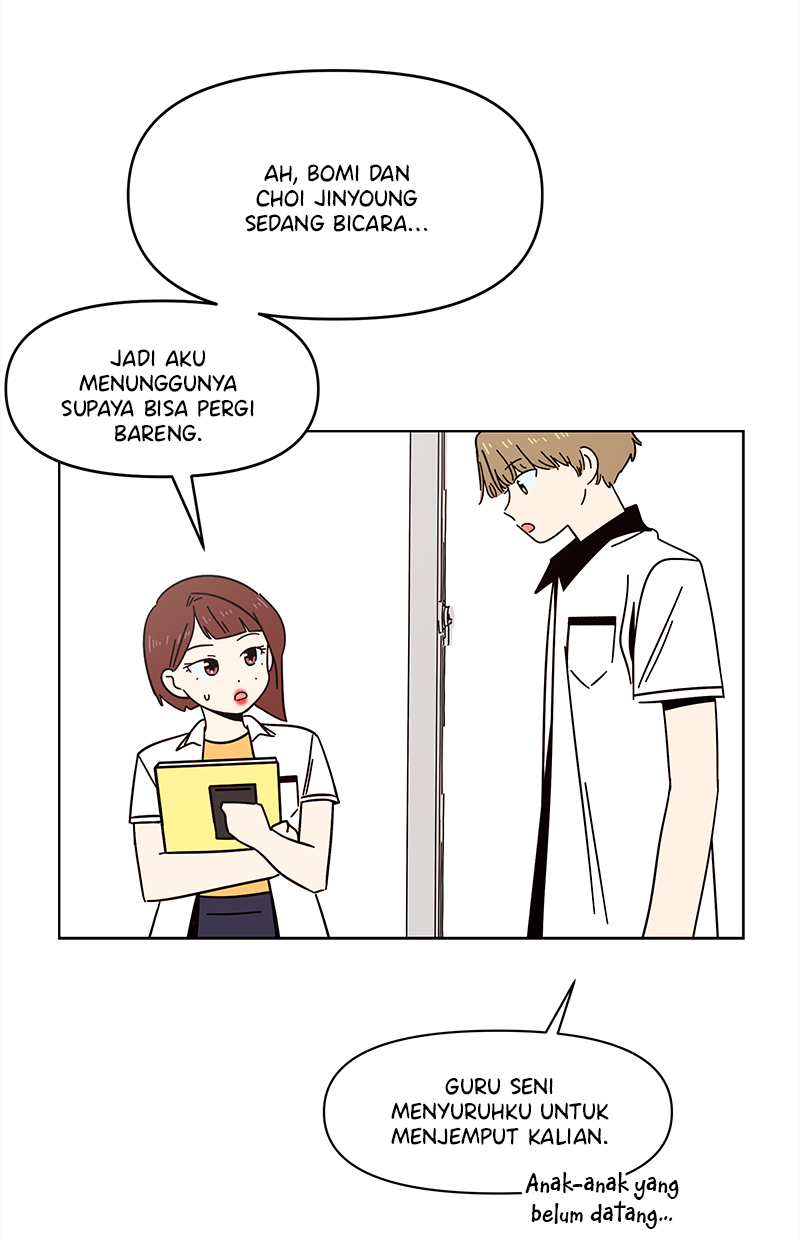 AH, BOMI DAN
CHOI JINYOUNG
SEDANG BICARA...
JADI AKU
MENUNGGUNYA
SUPAYA BISA PERGI
BARENG.
GURU SENI
MENYURUHKU UNTUK
MENJEMPUT KALIAN.
Anak-anak yang
belum datang...